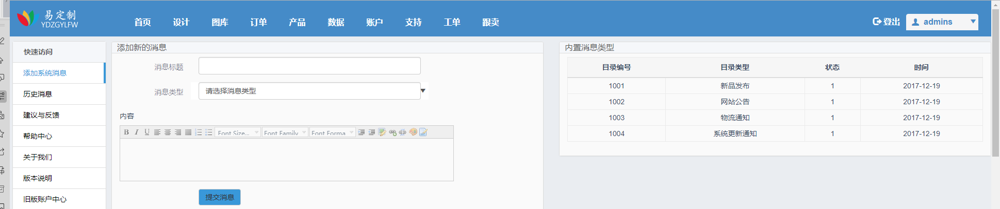 易定制
YDZGYLFW
首页 设计 图库 订单 产品 数据 账户 支持 工单 跟卖
登出 admins
快速访问
添加系统消息
历史消息
建议与反馈
帮助中心
关于我们
版本说明
旧版账户中心
添加新的消息
消息标题
消息类型 请选择消息类型
内容
B I U Font Size... Font Family Font Forma
提交消息
内置消息类型
目录编号 目录类型 状态 时间
1001 新品发布 1 2017-12-19
1002 网站公告 1 2017-12-19
1003 物流通知 1 2017-12-19
1004 系统更新通知 1 2017-12-19